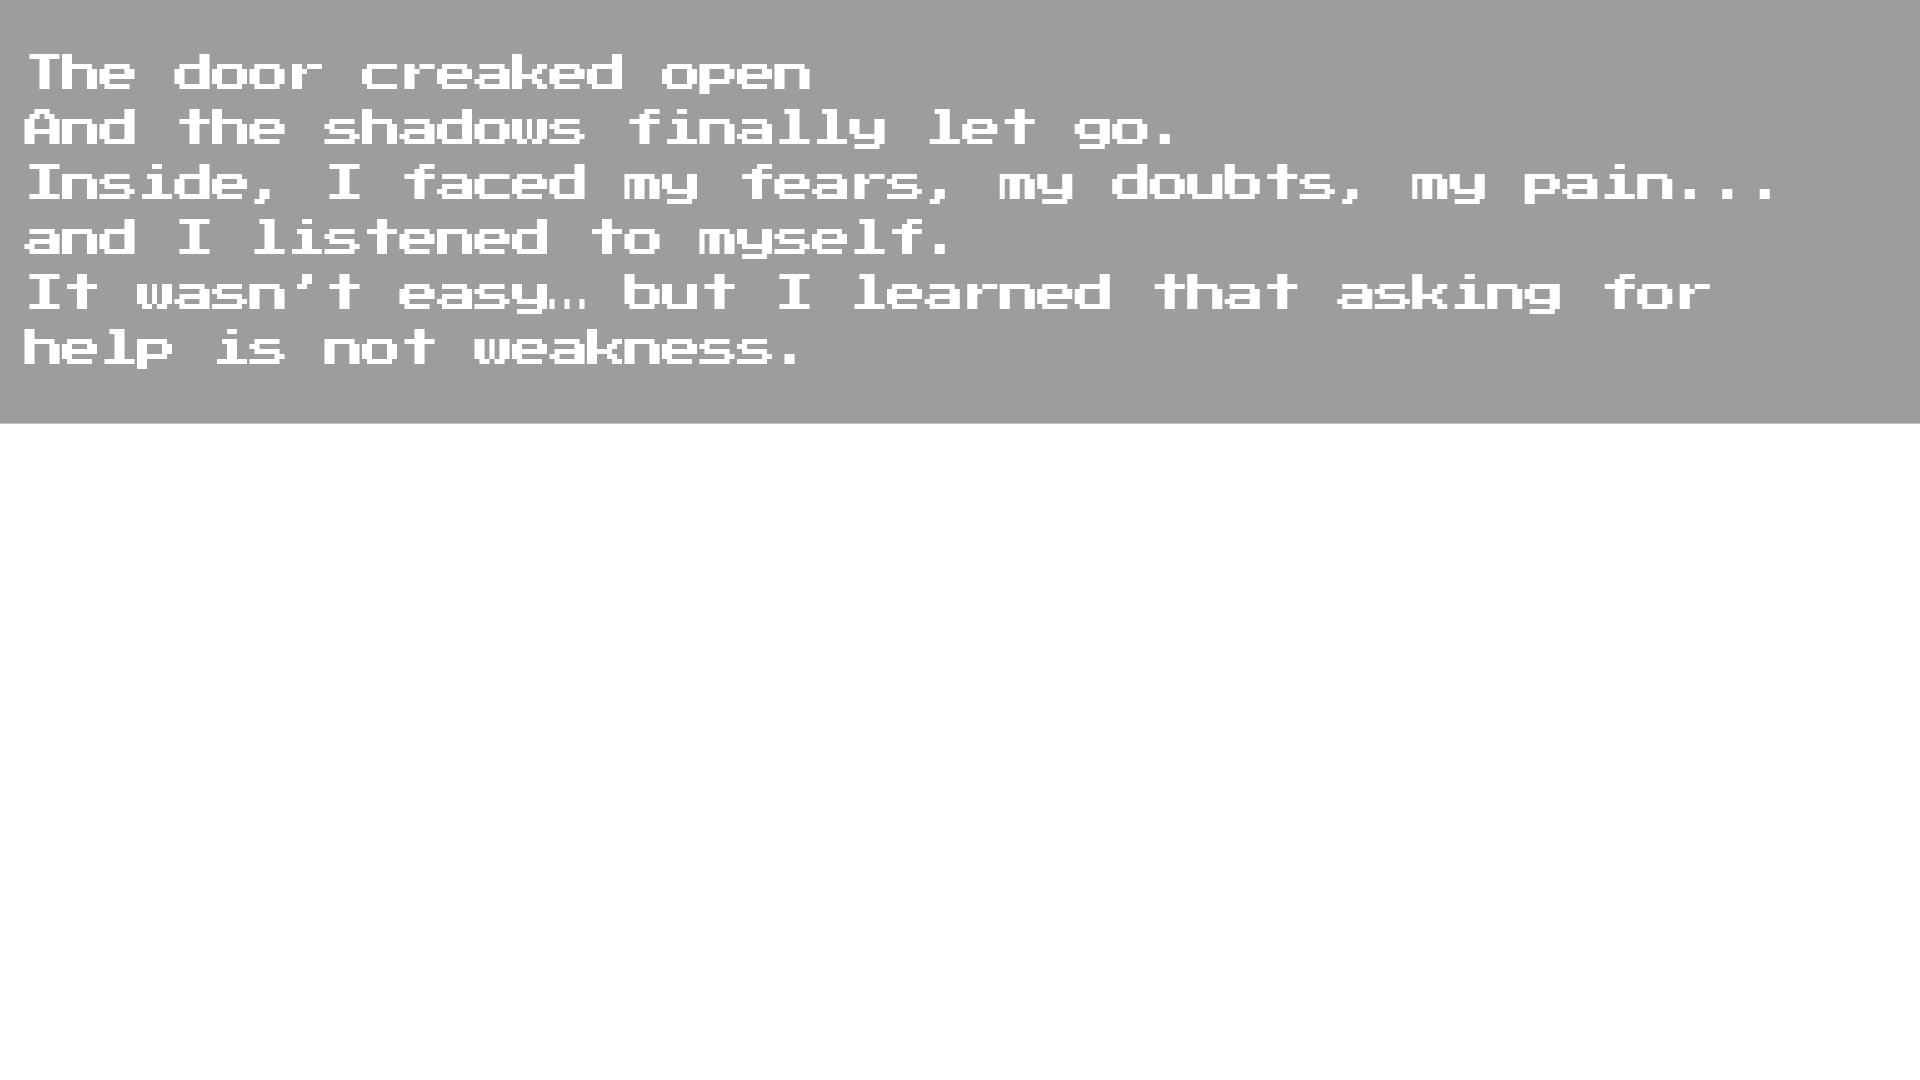 The door creaked open
And the shadows finally let go.
Inside, I faced my fears, my doubts, my pain...
and I listened to myself.
It wasn’t easy… but I learned that asking for
help is not weakness.